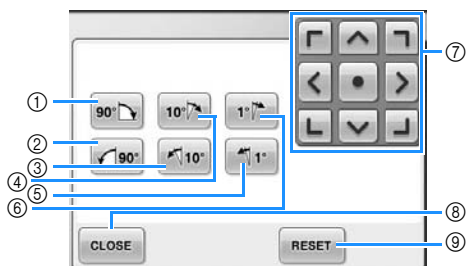 ① 90° 10° 1° ⑦
② 90° 10° 1°
③
④
⑤
⑥
⑧
CLOSE RESET ⑨